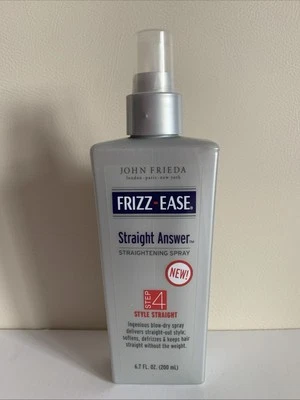 JOHN FRIEDA
london • paris • new york
FRIZZ•EASE®
Straight Answer™
STRAIGHTENING SPRAY
NEW!
STEP 4
STYLE STRAIGHT
Ingenious blow-dry spray
delivers straight-out style;
softens, defrizzes & keeps hair
straight without the weight.
6.7 FL. OZ. (200 mL)